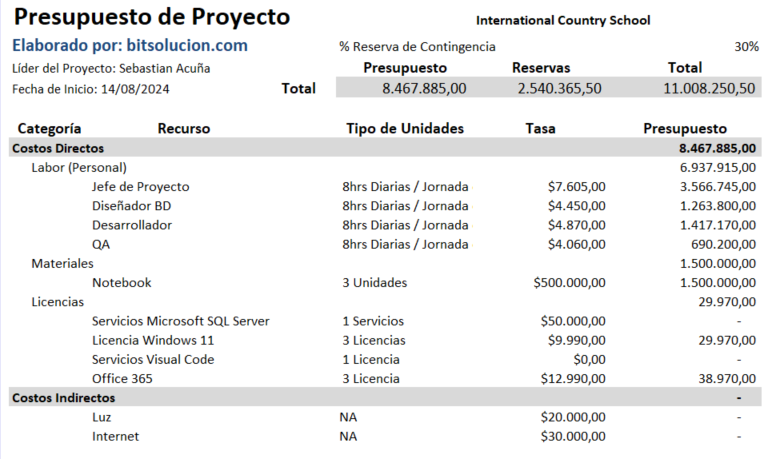 Presupuesto de Proyecto International Country School
Elaborado por: bitsolucion.com % Reserva de Contingencia 30%
Líder del Proyecto: Sebastian Acuña Presupuesto Reservas Total
Fecha de Inicio: 14/08/2024 Total 8.467.885,00 2.540.365,50 11.008.250,50
Categoría Recurso Tipo de Unidades Tasa Presupuesto
Costos Directos 8.467.885,00
Labor (Personal) 6.937.915,00
Jefe de Proyecto 8hrs Diarias / Jornada $7.605,00 3.566.745,00
Diseñador BD 8hrs Diarias / Jornada $4.450,00 1.263.800,00
Desarrollador 8hrs Diarias / Jornada $4.870,00 1.417.170,00
QA 8hrs Diarias / Jornada $4.060,00 690.200,00
Materiales 1.500.000,00
Notebook 3 Unidades $500.000,00 1.500.000,00
Licencias 29.970,00
Servicios Microsoft SQL Server 1 Servicios $50.000,00 -
Licencia Windows 11 3 Licencias $9.990,00 29.970,00
Servicios Visual Code 1 Licencia $0,00 -
Office 365 3 Licencia $12.990,00 38.970,00
Costos Indirectos -
Luz NA $20.000,00 -
Internet NA $30.000,00 -